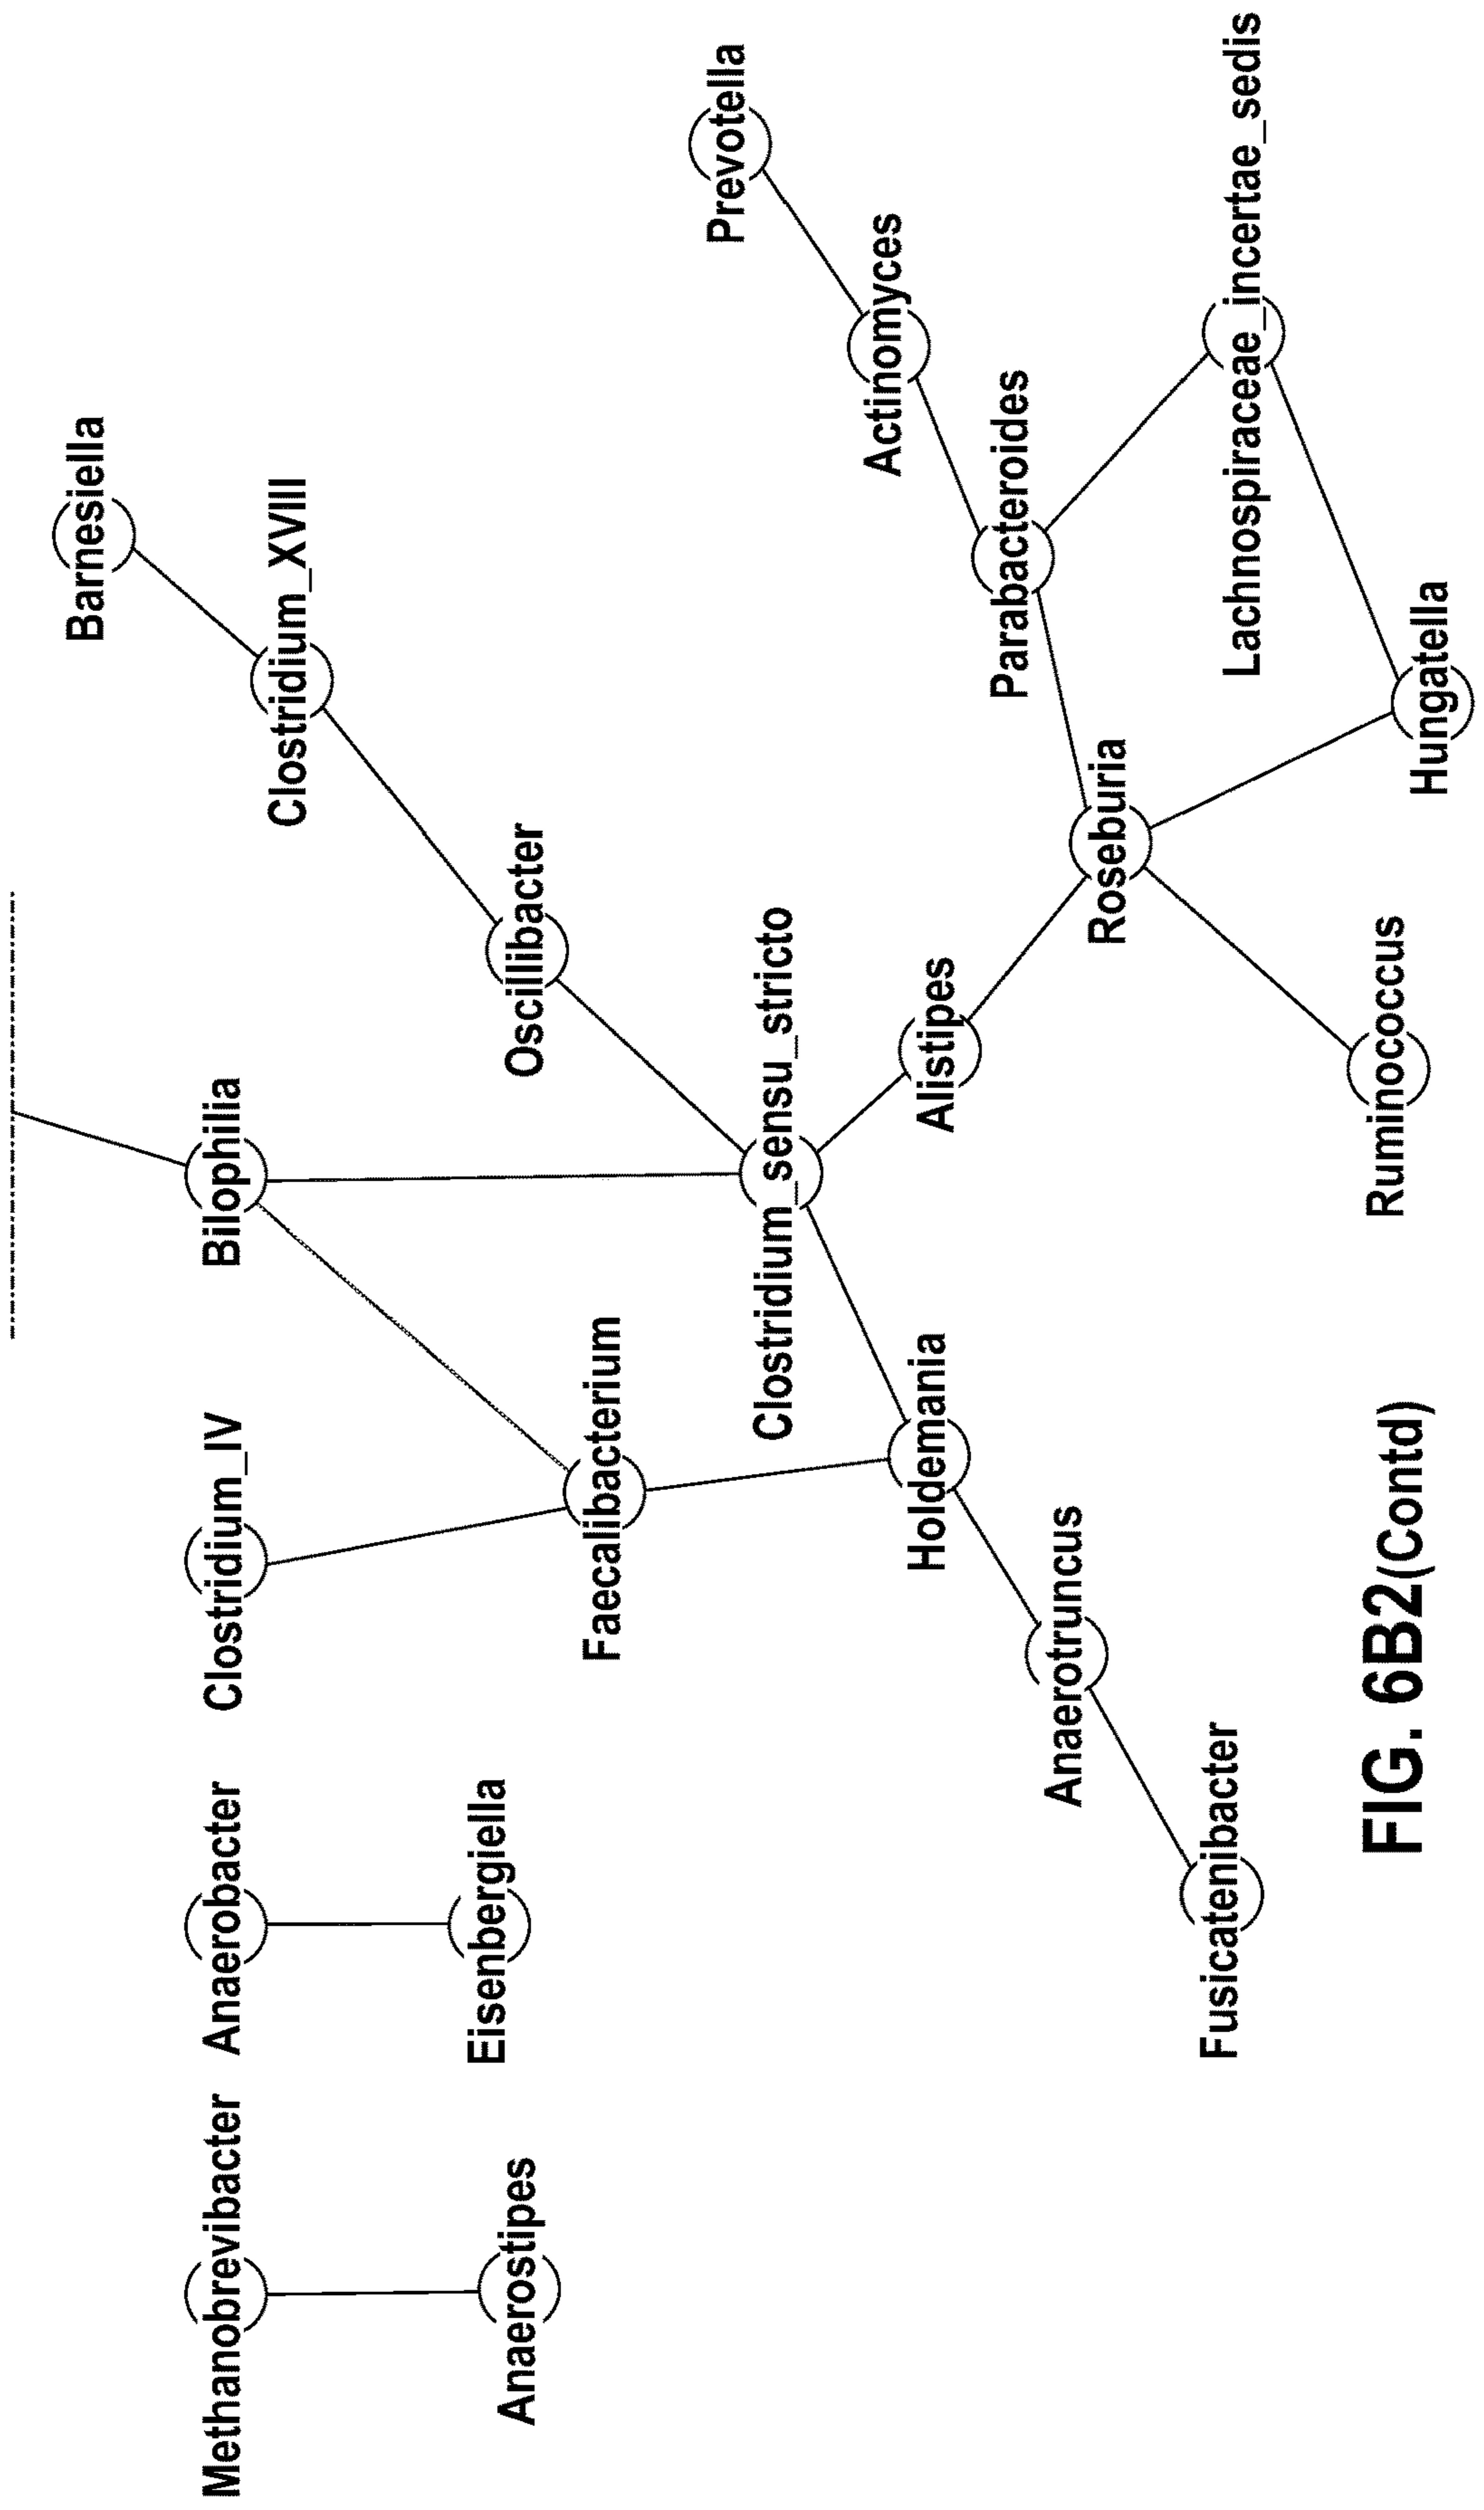 Barnesiella
Clostridium_XVIII
Prevotella
Actinomyces
Oscillibacter
Parabacteroides
Lachnospiraceae_incertae_sedis
Bilophilia
Clostridium_sensu_stricto
Alistipes
Roseburia
Hungatella
Ruminococcus
Clostridium_IV
Faecalibacterium
Holdemania
Anaerotruncus
Fusicatenibacter
Anaerobacter
Eisenbergiella
Methanobrevibacter
Anaerostipes
FIG. 6B2(Contd)